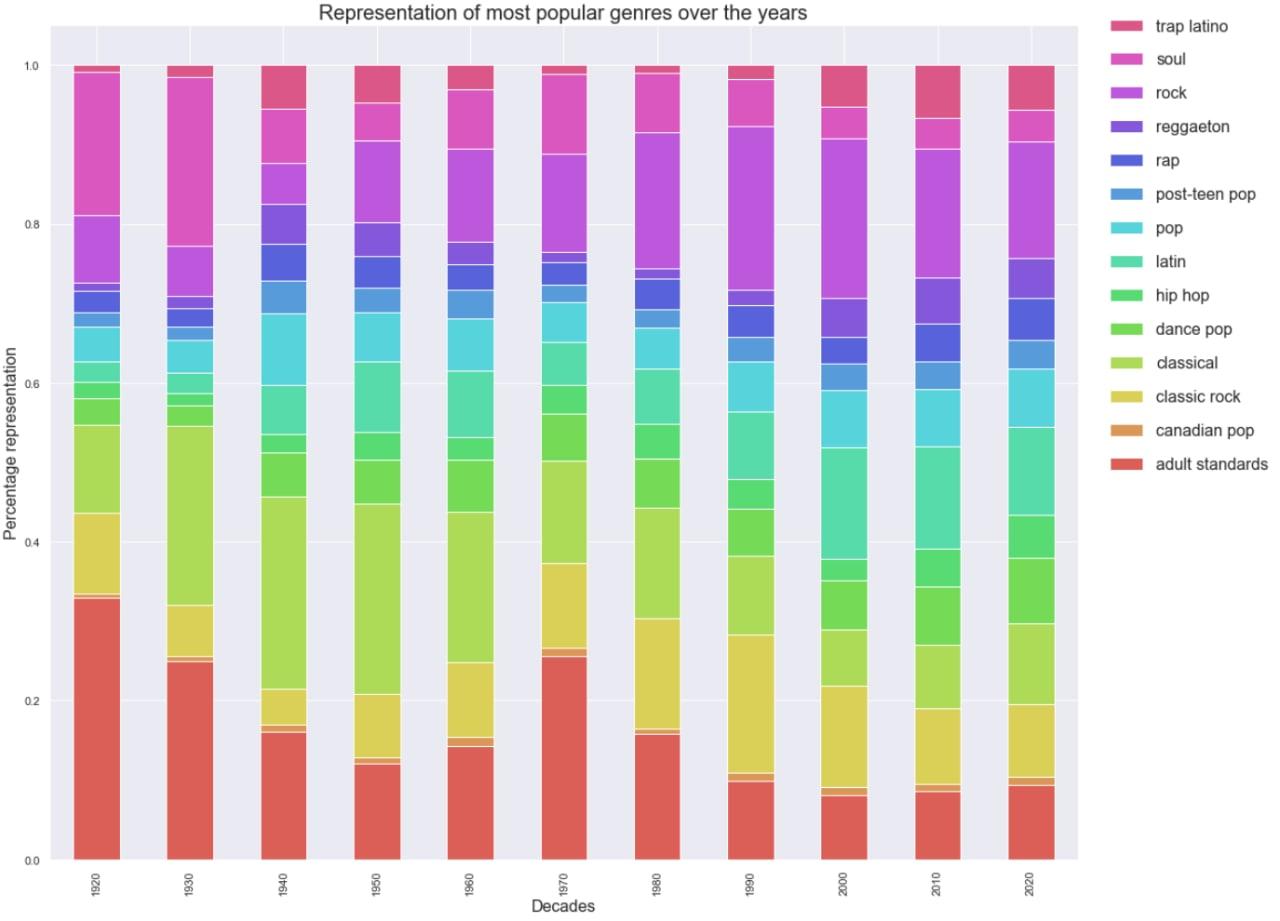 Representation of most popular genres over the years
trap latino
soul
rock
reggaeton
rap
post-teen pop
pop
latin
hip hop
dance pop
classical
classic rock
canadian pop
adult standards
Percentage representation
1.0
0.8
0.6
0.4
0.2
0.0
1920
1930
1940
1950
1960
1970
1980
1990
2000
2010
2020
Decades